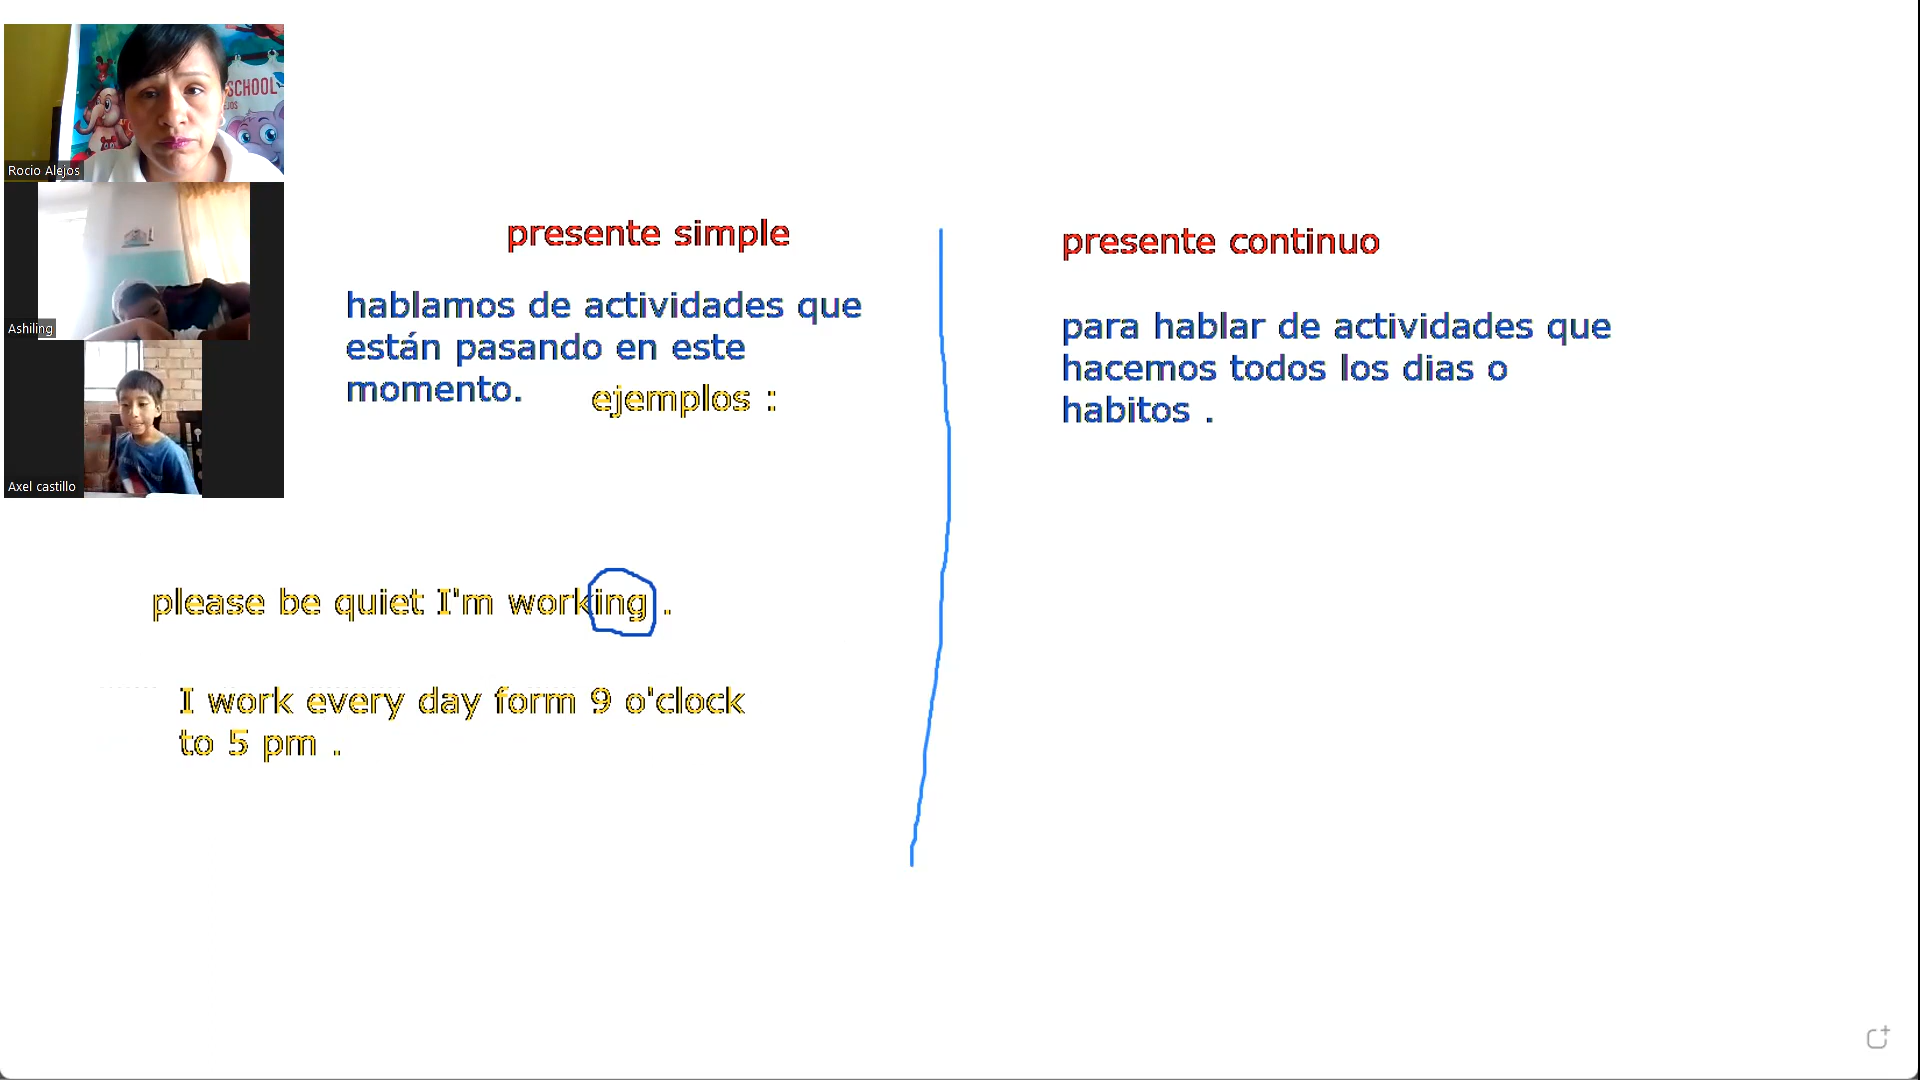 SCHOOL
Rocio Alejos
Ashiling
Axel castillo
presente simple
hablamos de actividades que
están pasando en este
momento.
ejemplos :
please be quiet I'm working .
I work every day form 9 o'clock
to 5 pm .
presente continuo
para hablar de actividades que
hacemos todos los dias o
habitos .